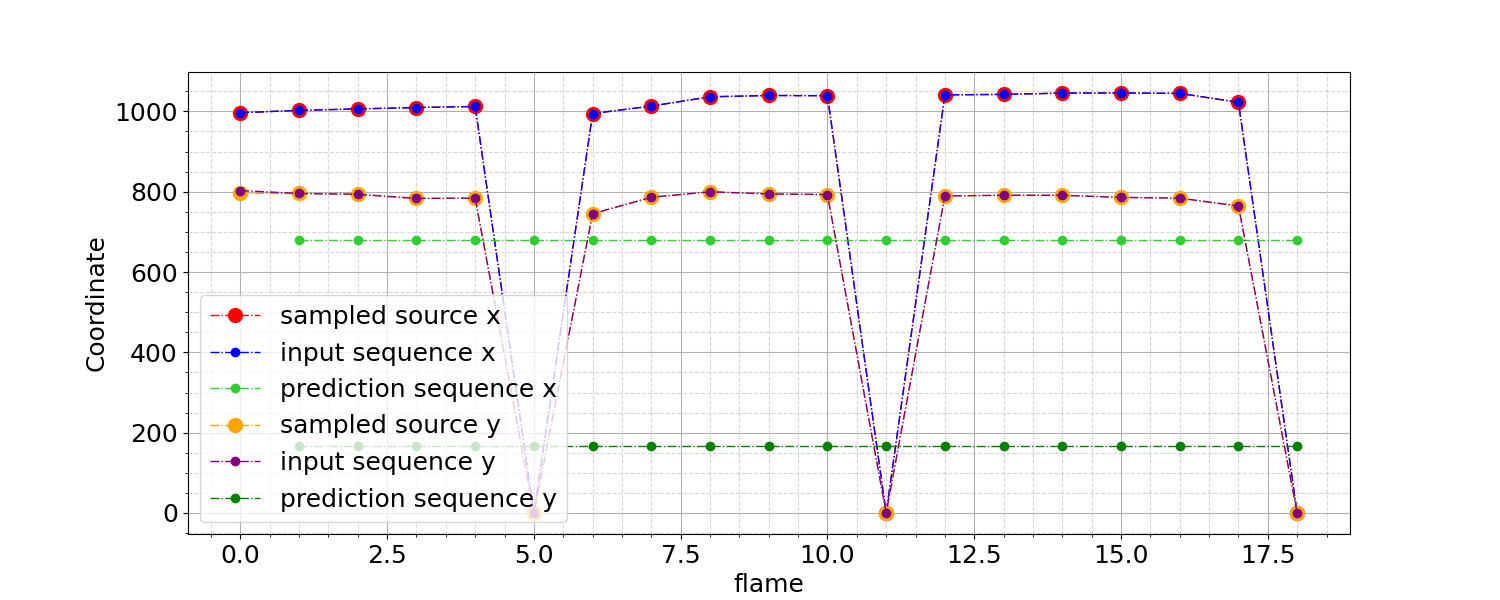 1000
800
600
400
200
0
Coordinate
sampled source x
input sequence x
prediction sequence x
sampled source y
input sequence y
prediction sequence y
0.0 2.5 5.0 7.5 10.0 12.5 15.0 17.5
flame